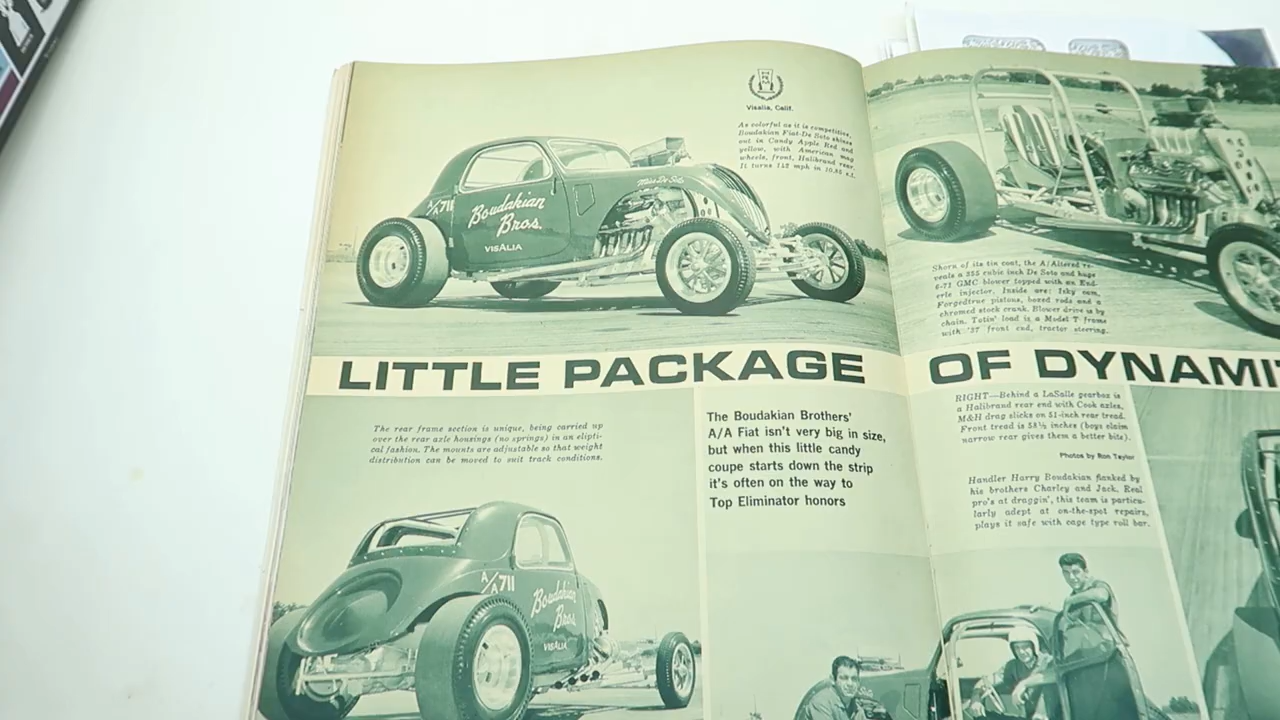 Visalia, Calif.
As colorful as it is competitive,
Boudakian Fiat-De Soto shines
out in Candy Apple Red and
yellow, with American mag
wheels, front, Halibrand rear.
It turns 148 mph in 10.86 e.t.
Miss De Soto
A/A 711
Boudakian
Bros.
VISALIA
Shorn of its tin coat, the A/Altered re-
veals a 355 cubic inch De Soto and huge
6-71 GMC blower topped with an End-
erle injector. Inside are: Isky cam,
Forgedtrue pistons, boxed rods and a
chromed stock crank. Blower drive is by
chain. Totin' load is a Model T frame
with '37 front end, tractor steering.
LITTLE PACKAGE OF DYNAMI
The rear frame section is unique, being carried up
over the rear axle housings (no springs) in an ellipti-
cal fashion. The mounts are adjustable so that weight
distribution can be moved to suit track conditions.
The Boudakian Brothers'
A/A Fiat isn't very big in size,
but when this little candy
coupe starts down the strip
it's often on the way to
Top Eliminator honors
RIGHT—Behind a LaSalle gearbox is
a Halibrand rear end with Cook axles,
M&H drag slicks on 51-inch rear tread.
Front tread is 53½ inches (boys claim
narrow rear gives them a better bite).
Photos by Ron Taylor
Handler Harry Boudakian flanked by
his brothers Charley and Jack. Real
pro's at draggin', this team is particu-
larly adept at on-the-spot repairs,
plays it safe with cage type roll bar.
A/A 711
Boudakian
Bros.
VISALIA